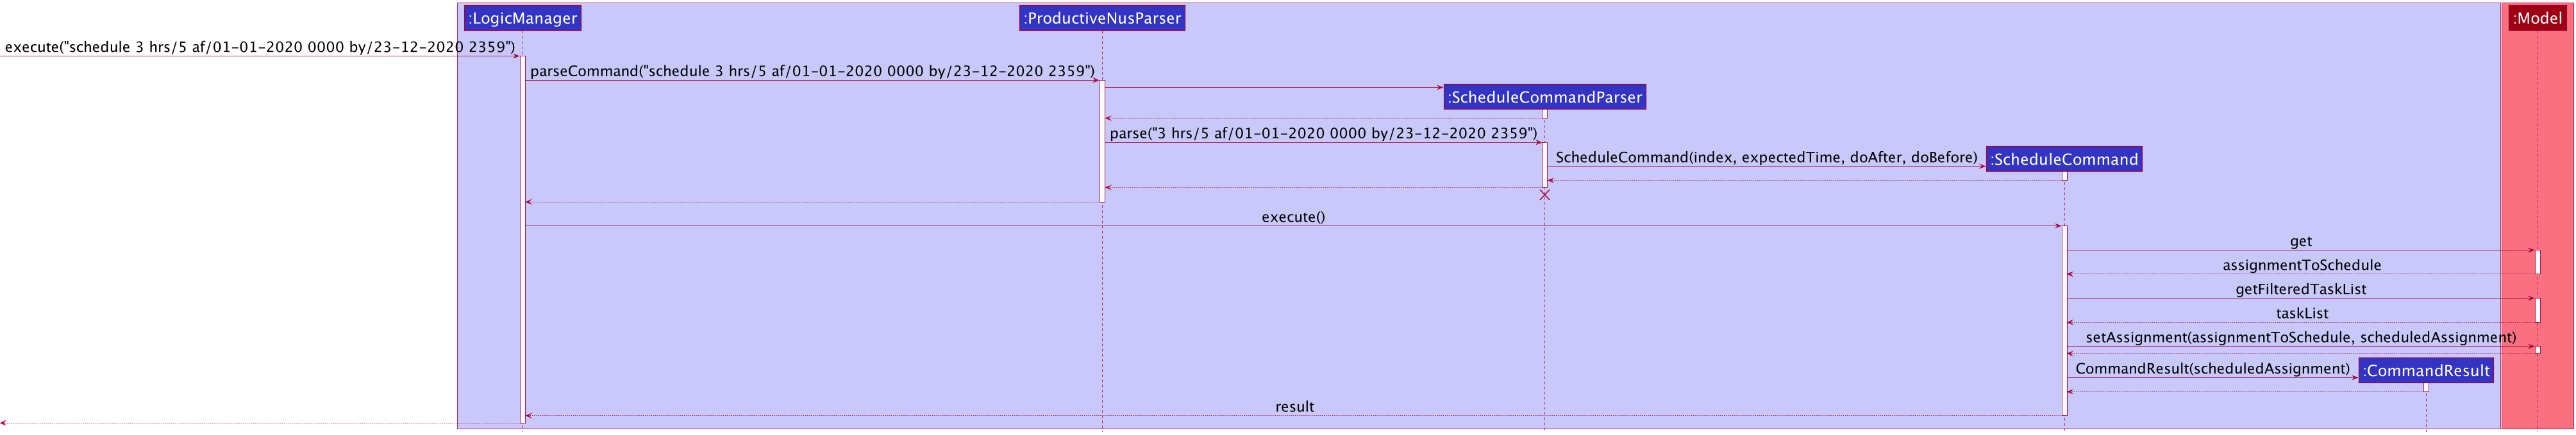 :LogicManager
:ProductiveNusParser
:Model
execute("schedule 3 hrs/5 af/01-01-2020 0000 by/23-12-2020 2359")
parseCommand("schedule 3 hrs/5 af/01-01-2020 0000 by/23-12-2020 2359")
:ScheduleCommandParser
parse("3 hrs/5 af/01-01-2020 0000 by/23-12-2020 2359")
ScheduleCommand(index, expectedTime, doAfter, doBefore)
:ScheduleCommand
execute()
get
assignmentToSchedule
getFilteredTaskList
taskList
setAssignment(assignmentToSchedule, scheduledAssignment)
CommandResult(scheduledAssignment)
:CommandResult
result